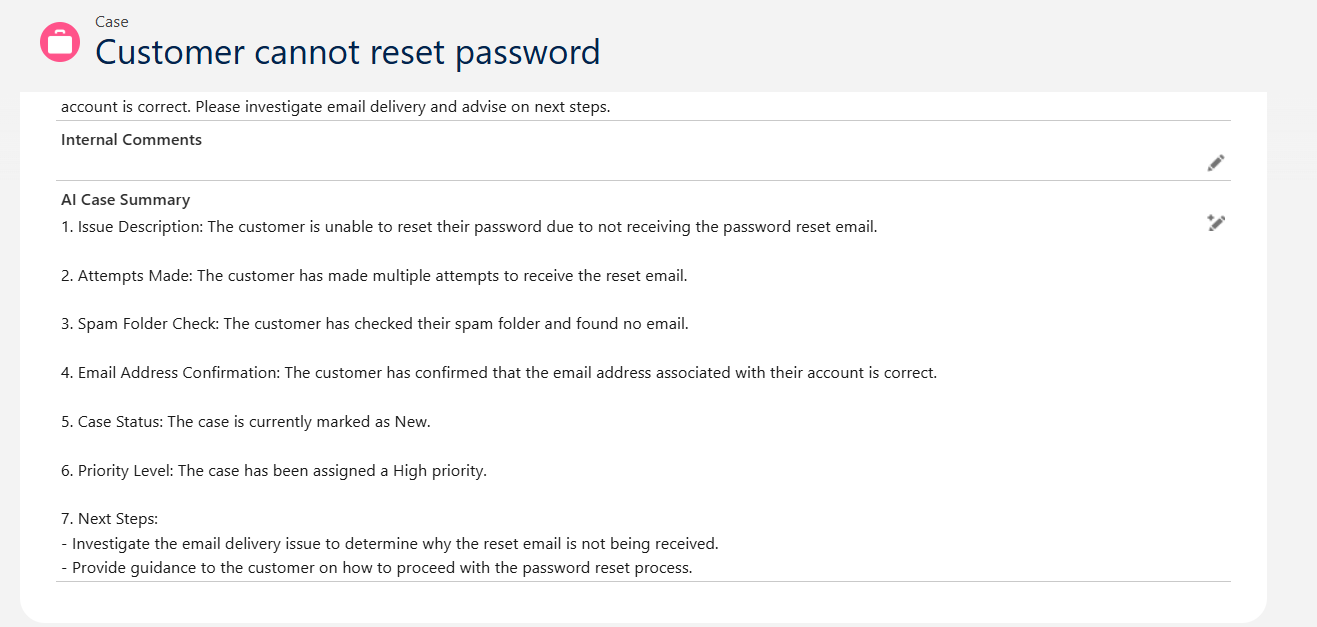 Case
Customer cannot reset password
account is correct. Please investigate email delivery and advise on next steps.
Internal Comments
AI Case Summary
1. Issue Description: The customer is unable to reset their password due to not receiving the password reset email.
2. Attempts Made: The customer has made multiple attempts to receive the reset email.
3. Spam Folder Check: The customer has checked their spam folder and found no email.
4. Email Address Confirmation: The customer has confirmed that the email address associated with their account is correct.
5. Case Status: The case is currently marked as New.
6. Priority Level: The case has been assigned a High priority.
7. Next Steps:
- Investigate the email delivery issue to determine why the reset email is not being received.
- Provide guidance to the customer on how to proceed with the password reset process.